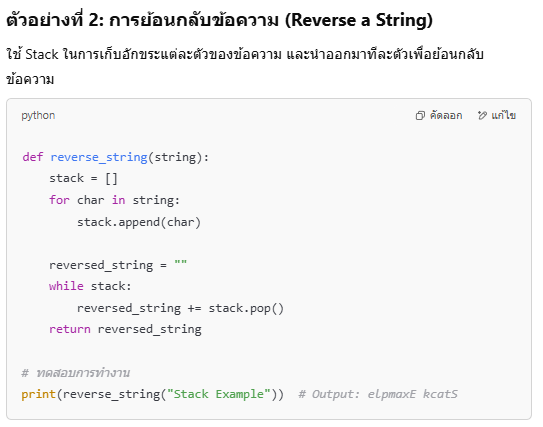 ตัวอย่างที่ 2: การย้อนกลับข้อความ (Reverse a String)
ใช้ Stack ในการเก็บอักขระแต่ละตัวของข้อความ และนำออกมาทีละตัวเพื่อย้อนกลับ
ข้อความ
python คัดลอก แก้ไข
def reverse_string(string):
    stack = []
    for char in string:
        stack.append(char)
    reversed_string = ""
    while stack:
        reversed_string += stack.pop()
    return reversed_string
# ทดสอบการทำงาน
print(reverse_string("Stack Example"))  # Output: elpmaxE kcatS